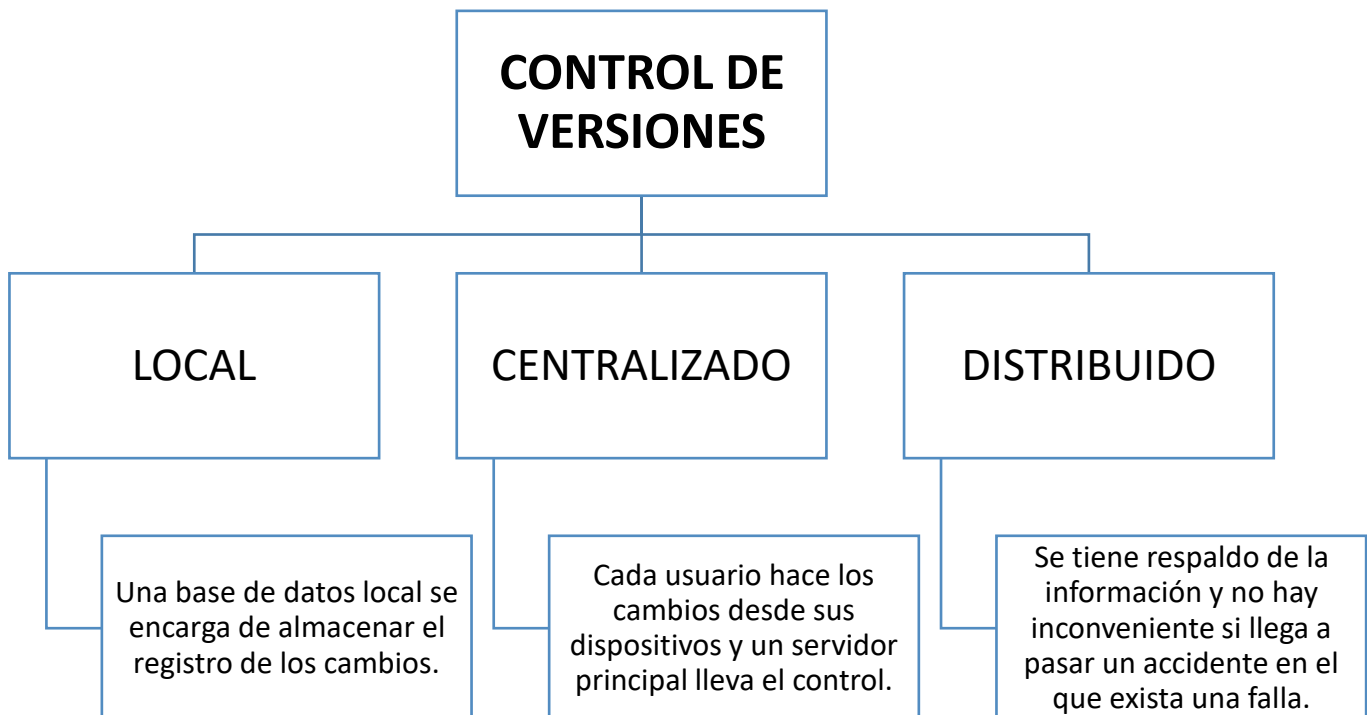 CONTROL DE
VERSIONES
LOCAL
CENTRALIZADO
DISTRIBUIDO
Una base de datos local se
encarga de almacenar el
registro de los cambios.
Cada usuario hace los
cambios desde sus
dispositivos y un servidor
principal lleva el control.
Se tiene respaldo de la
información y no hay
inconveniente si llega a
pasar un accidente en el
que exista una falla.